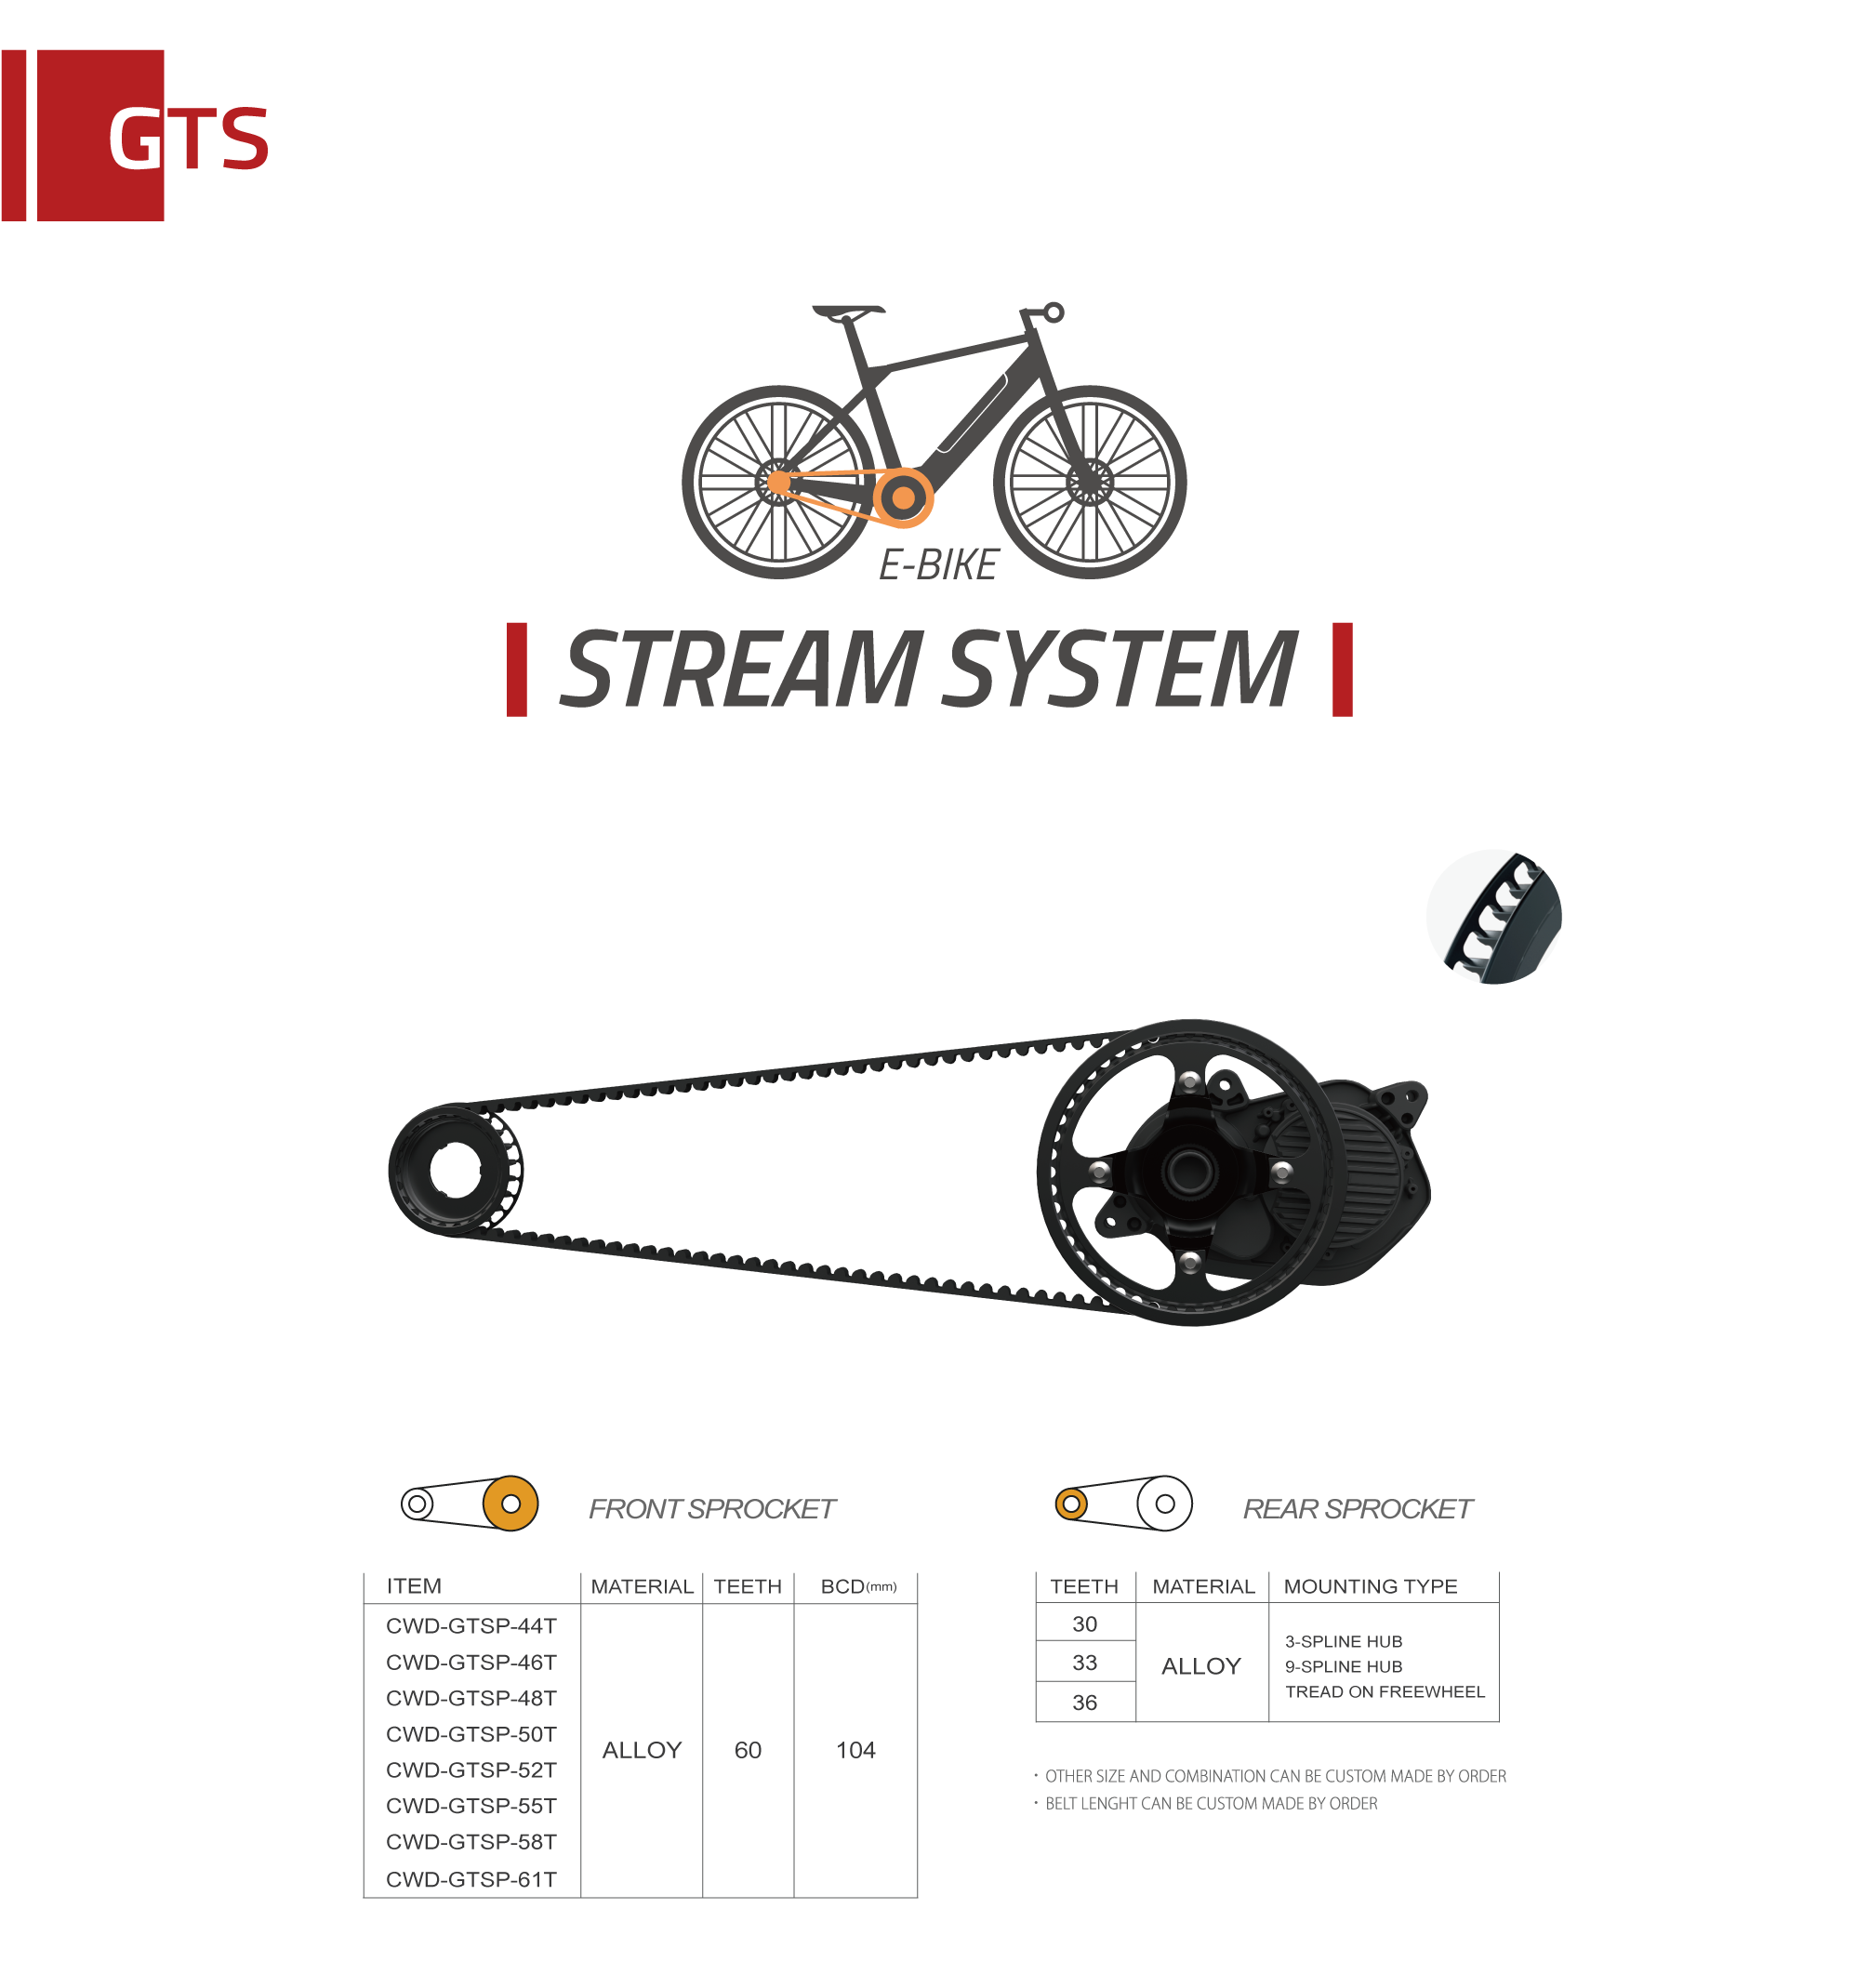 GTS
E-BIKE
STREAM SYSTEM
FRONT SPROCKET
ITEM MATERIAL TEETH BCD(mm)
CWD-GTSP-44T
CWD-GTSP-46T
CWD-GTSP-48T
CWD-GTSP-50T
CWD-GTSP-52T
CWD-GTSP-55T
CWD-GTSP-58T
CWD-GTSP-61T
ALLOY 60 104
REAR SPROCKET
TEETH MATERIAL MOUNTING TYPE
30
33
36
ALLOY
3-SPLINE HUB
9-SPLINE HUB
TREAD ON FREEWHEEL
· OTHER SIZE AND COMBINATION CAN BE CUSTOM MADE BY ORDER
· BELT LENGHT CAN BE CUSTOM MADE BY ORDER